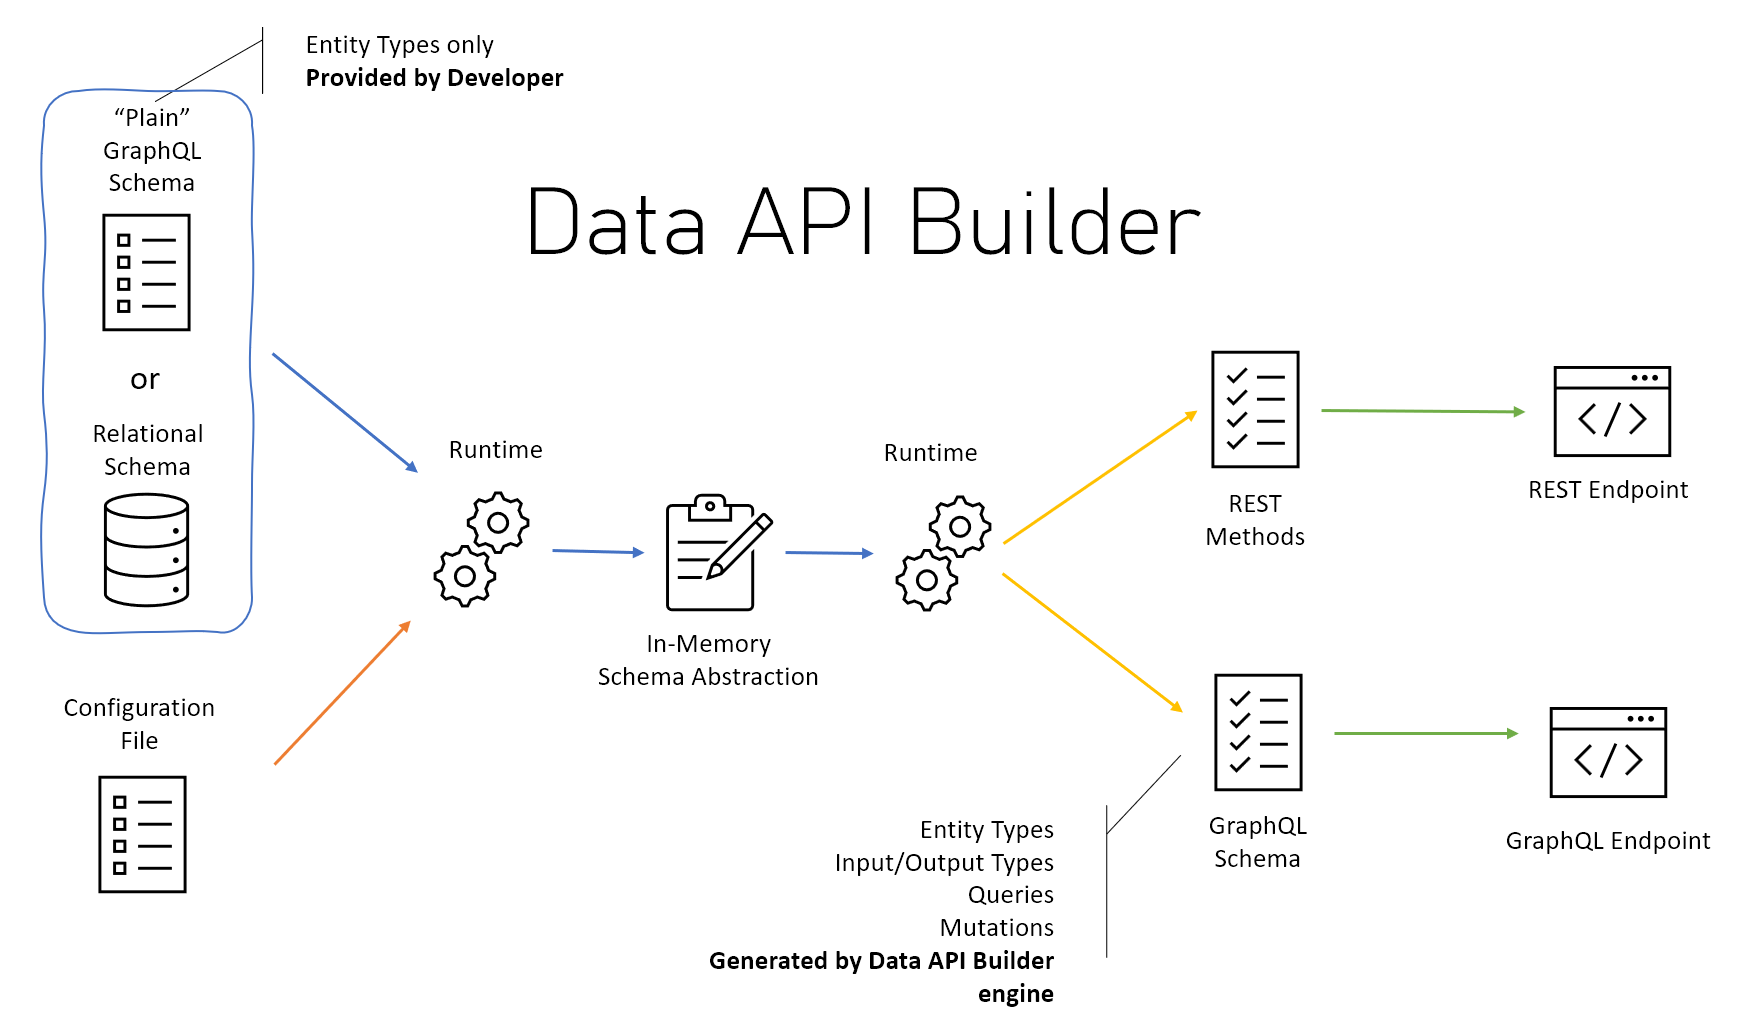 Entity Types only
Provided by Developer
“Plain”
GraphQL
Schema
or
Relational
Schema
Configuration
File
Data API Builder
Runtime
In-Memory
Schema Abstraction
Runtime
REST
Methods
REST Endpoint
GraphQL
Schema
GraphQL Endpoint
Entity Types
Input/Output Types
Queries
Mutations
Generated by Data API Builder
engine